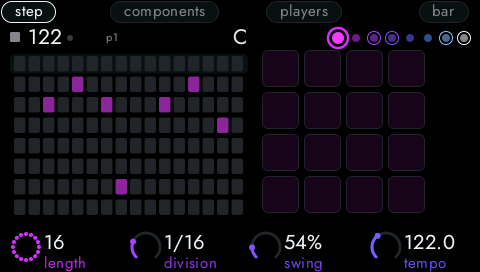 step components players bar
122 p1 C
16 1/16 54% 122.0
length division swing tempo